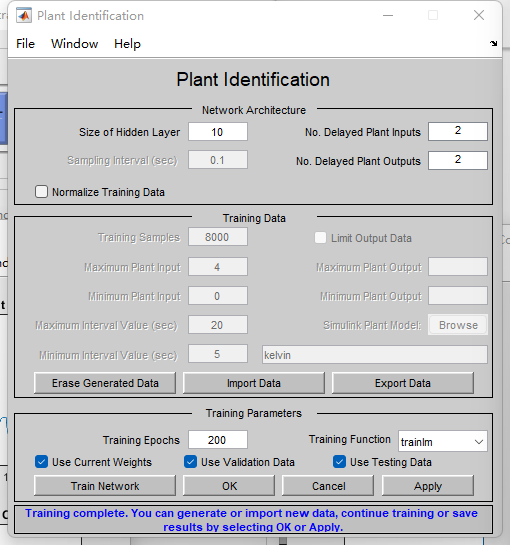 Plant Identification
File Window Help
Plant Identification
Network Architecture
Size of Hidden Layer 10 No. Delayed Plant Inputs 2
Sampling Interval (sec) 0.1 No. Delayed Plant Outputs 2
Normalize Training Data
Training Data
Training Samples 8000 Limit Output Data
Maximum Plant Input 4 Maximum Plant Output
Minimum Plant Input 0 Minimum Plant Output
Maximum Interval Value (sec) 20 Simulink Plant Model: Browse
Minimum Interval Value (sec) 5 kelvin
Erase Generated Data Import Data Export Data
Training Parameters
Training Epochs 200 Training Function trainlm
Use Current Weights Use Validation Data Use Testing Data
Train Network OK Cancel Apply
Training complete. You can generate or import new data, continue training or save
results by selecting OK or Apply.